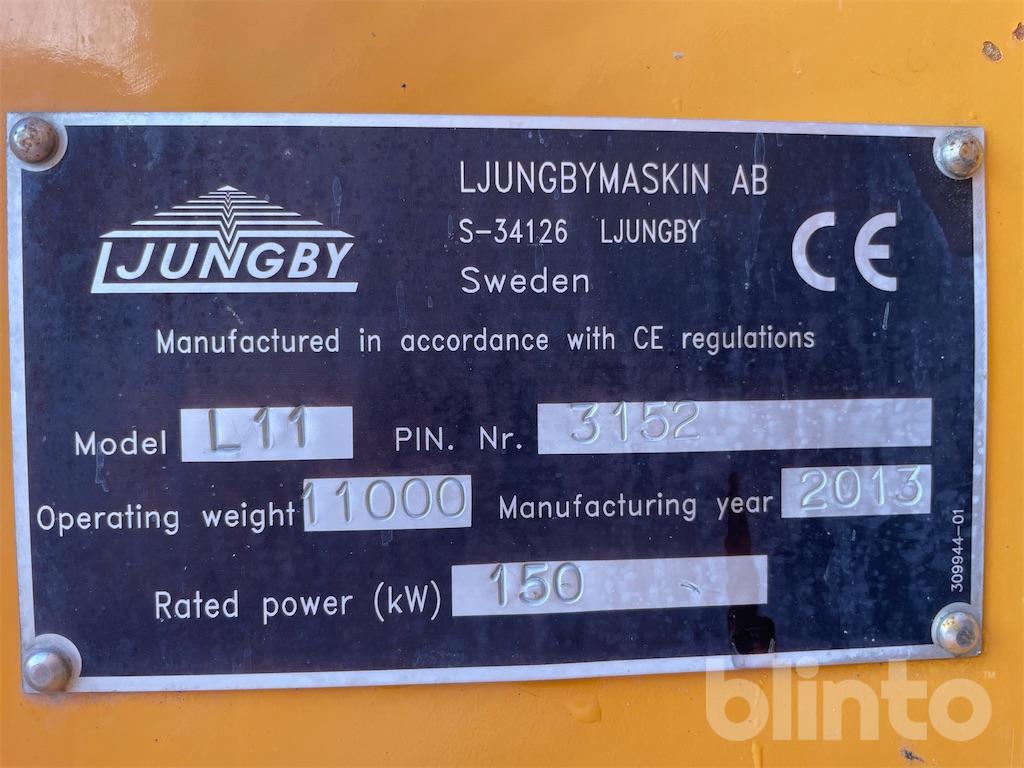 LJUNGBY
LJUNGBYMASKIN AB
S-34126 LJUNGBY
Sweden
CE
Manufactured in accordance with CE regulations
Model L11 PIN. Nr. 3152
Operating weight 11000 Manufacturing year 2013
Rated power (kW) 150
309944-01
blinto™